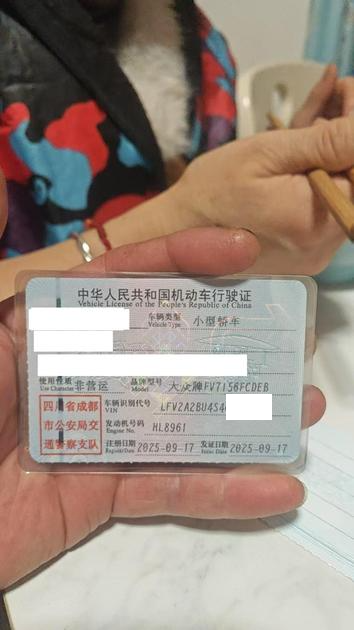 中华人民共和国机动车行驶证
Vehicle License of the People's Republic of China
车辆类型 小型轿车
Vehicle Type
使用性质 非营运 品牌型号 大众牌FV7156FCDEB
Use Character Model
四川省成都
市公安局交
通警察支队
车辆识别代号 LFV2A2BU4S4
VIN
发动机号码 HL8961
Engine No.
注册日期 2025-09-17 发证日期 2025-09-17
Register Date Issue Date